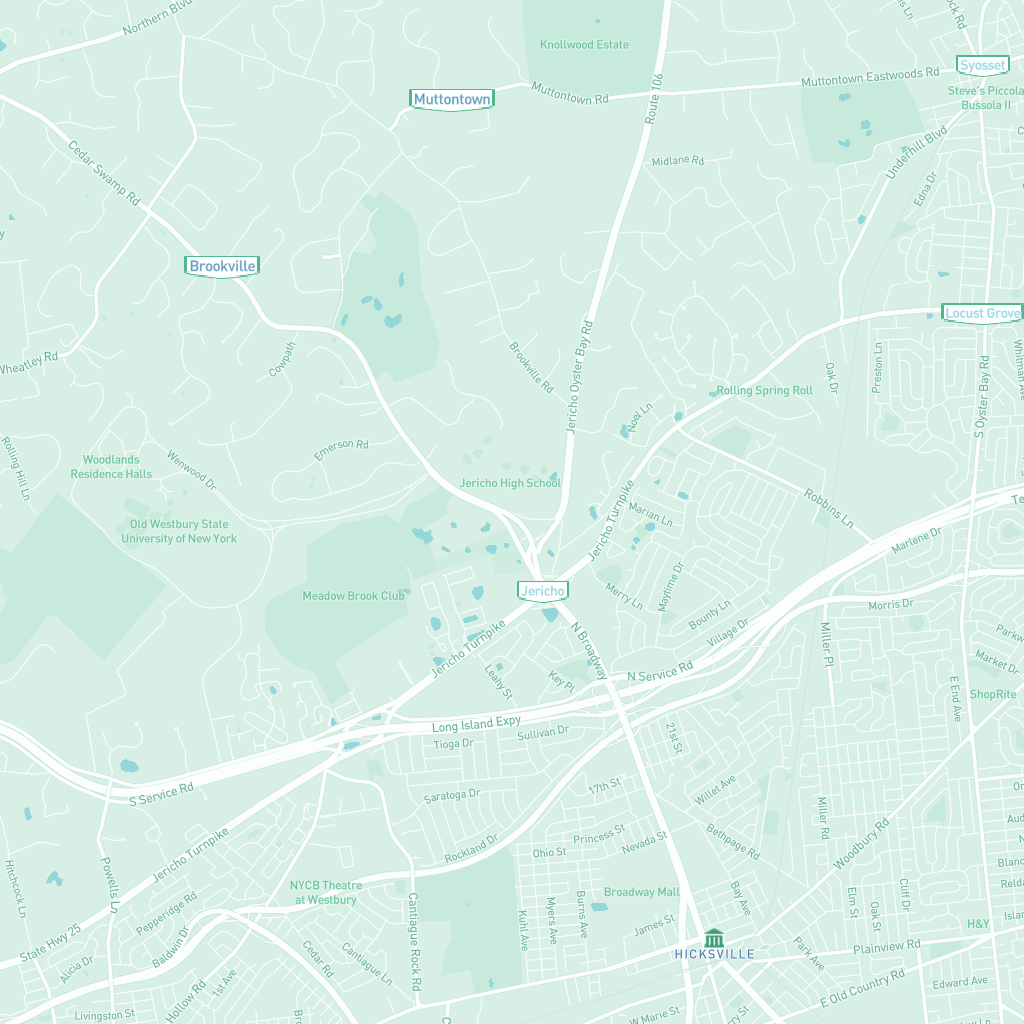 Northern Blvd
Knollwood Estate
Syosset
Muttontown Eastwoods Rd
Muttontown
Muttontown Rd
Route 106
Steve's Piccola
Bussola II
Cedar Swamp Rd
Midlane Rd
Underhill Blvd
Edna Dr
Brookville
Locust Grove
Wheatley Rd
Cowpath
Brookville Rd
Jericho Oyster Bay Rd
Preston Ln
Oak Dr
Whitman Ave
S Oyster Bay Rd
Rolling Spring Roll
Noel Ln
Emerson Rd
Rolling Hill Ln
Woodlands
Residence Halls
Wenwood Dr
Jericho High School
Robbins Ln
Marian Ln
Jericho Turnpike
Old Westbury State
University of New York
Marlene Dr
Meadow Brook Club
Jericho
Merry Ln
Maytime Dr
Bounty Ln
Morris Dr
Village Dr
Miller Pl
Parkw
Market Dr
N Broadway
Jericho Turnpike
Leahy St
Key Pl
N Service Rd
E End Ave
ShopRite
Long Island Expy
Sullivan Dr
Tioga Dr
21st St
S Service Rd
Saratoga Dr
17th St
Willet Ave
Miller Rd
Woodbury Rd
Princess St
Nevada St
Bethpage Rd
Jericho Turnpike
Rockland Dr
Ohio St
Hitchcock Ln
Powells Ln
NYCB Theatre
at Westbury
Broadway Mall
Bay Ave
Elm St
Cliff Dr
Oak St
Pepperidge Rd
Cantiague Rock Rd
Kuhl Ave
Myers Ave
Burns Ave
James St
H&Y
State Hwy 25
Baldwin Dr
HICKSVILLE
Park Ave
Plainview Rd
Alicia Dr
1st Ave
Cedar Rd
Cantiague Ln
Hollow Rd
E Old Country Rd
Edward Ave
Livingston St
W Marie St